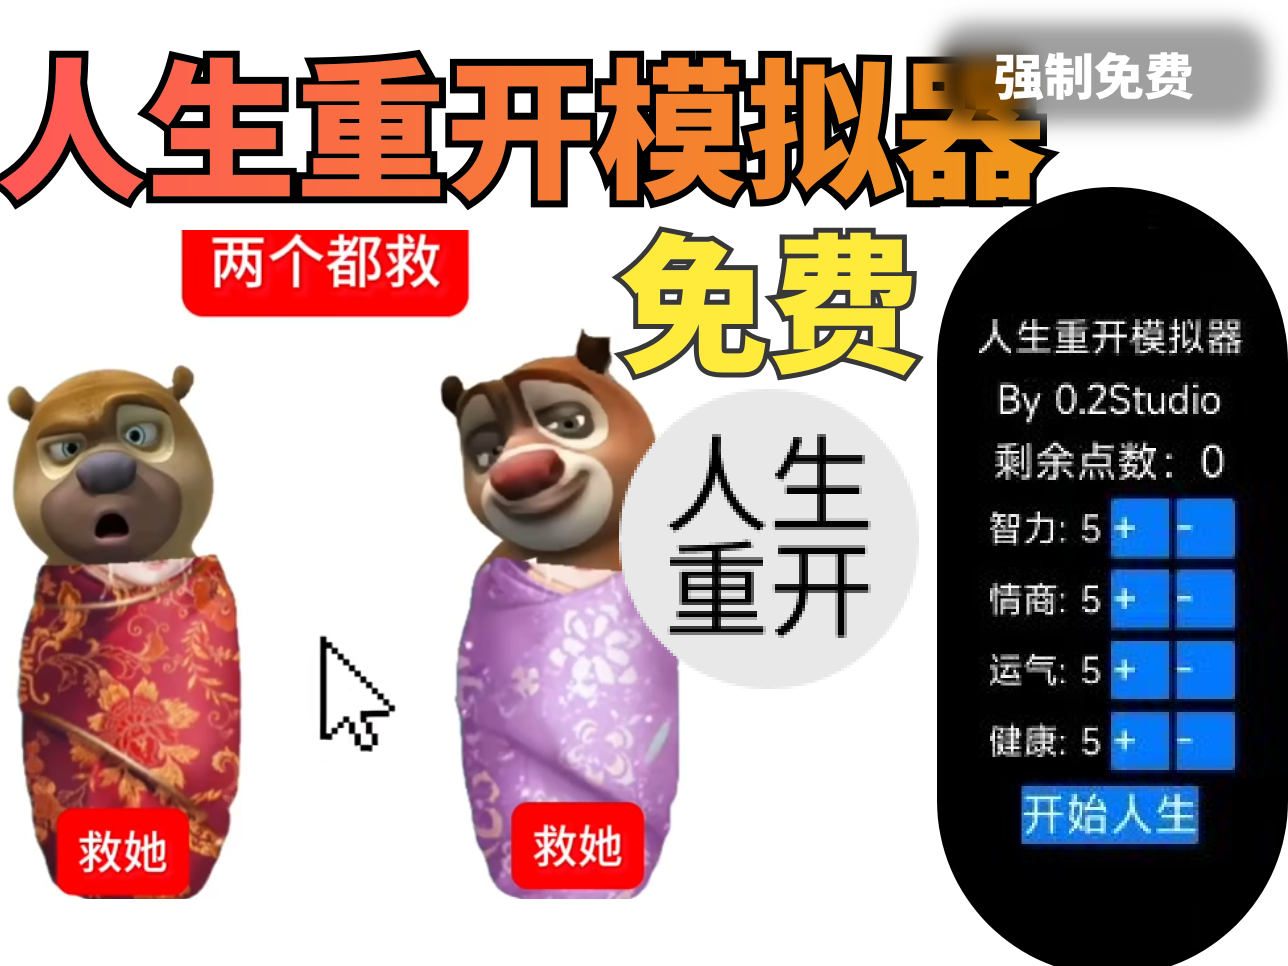 人生重开模拟器
强制免费
两个都救
免费
人生
重开
救她
救她
人生重开模拟器
By 0.2Studio
剩余点数：0
智力: 5 + -
情商: 5 + -
运气: 5 + -
健康: 5 + -
开始人生